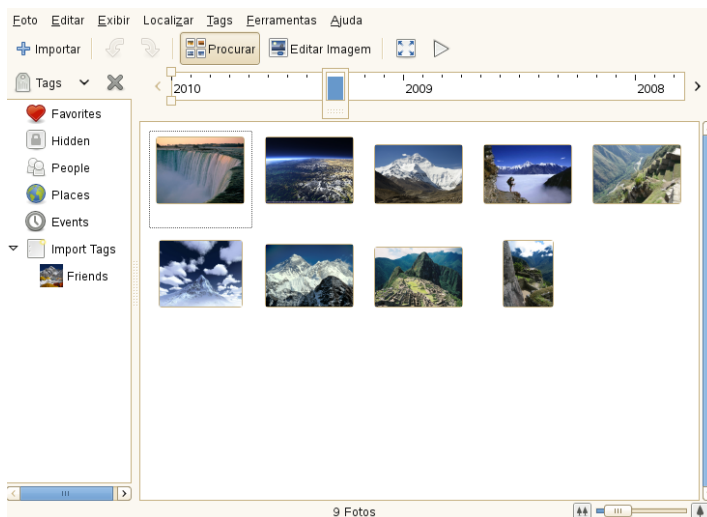 Foto Editar Exibir Localizar Tags Ferramentas Ajuda
Importar Procurar Editar Imagem
Tags
2010 2009 2008
Favorites
Hidden
People
Places
Events
Import Tags
Friends
9 Fotos